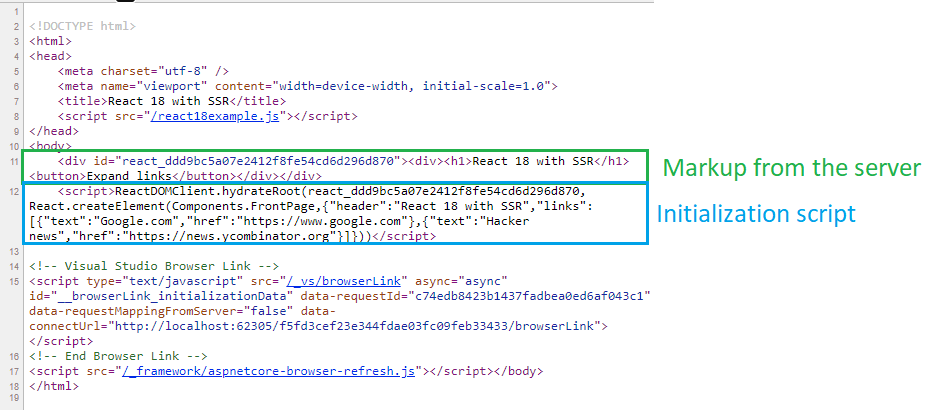 1
2 <!DOCTYPE html>
3 <html>
4 <head>
5 <meta charset="utf-8" />
6 <meta name="viewport" content="width=device-width, initial-scale=1.0">
7 <title>React 18 with SSR</title>
8 <script src="/react18example.js"></script>
9 </head>
10 <body>
11 <div id="react_ddd9bc5a07e2412f8fe54cd6d296d870"><div><h1>React 18 with SSR</h1>
<button>Expand links</button></div></div>
Markup from the server
12 <script>ReactDOMClient.hydrateRoot(react_ddd9bc5a07e2412f8fe54cd6d296d870,
React.createElement(Components.FrontPage,{"header":"React 18 with SSR","links":
[{"text":"Google.com","href":"https://www.google.com"},{"text":"Hacker
news","href":"https://news.ycombinator.org"}]}))</script>
Initialization script
13
14 <!-- Visual Studio Browser Link -->
15 <script type="text/javascript" src="/_vs/browserLink" async="async"
id="__browserLink_initializationData" data-requestId="c74edb8423b1437fadbea0ed6af043c1"
data-requestMappingFromServer="false" data-
connectUrl="http://localhost:62305/f5fd3cef23e344fdae03fc09feb33433/browserLink">
</script>
16 <!-- End Browser Link -->
17 <script src="/_framework/aspnetcore-browser-refresh.js"></script></body>
18 </html>
19